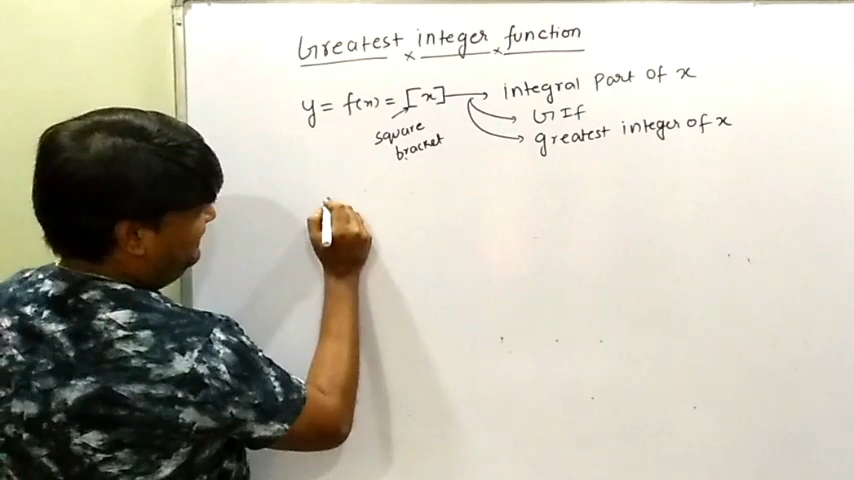 Greatest integer function
y = f(x) = [x] → integral part of x
GIf
greatest integer of x
square
bracket